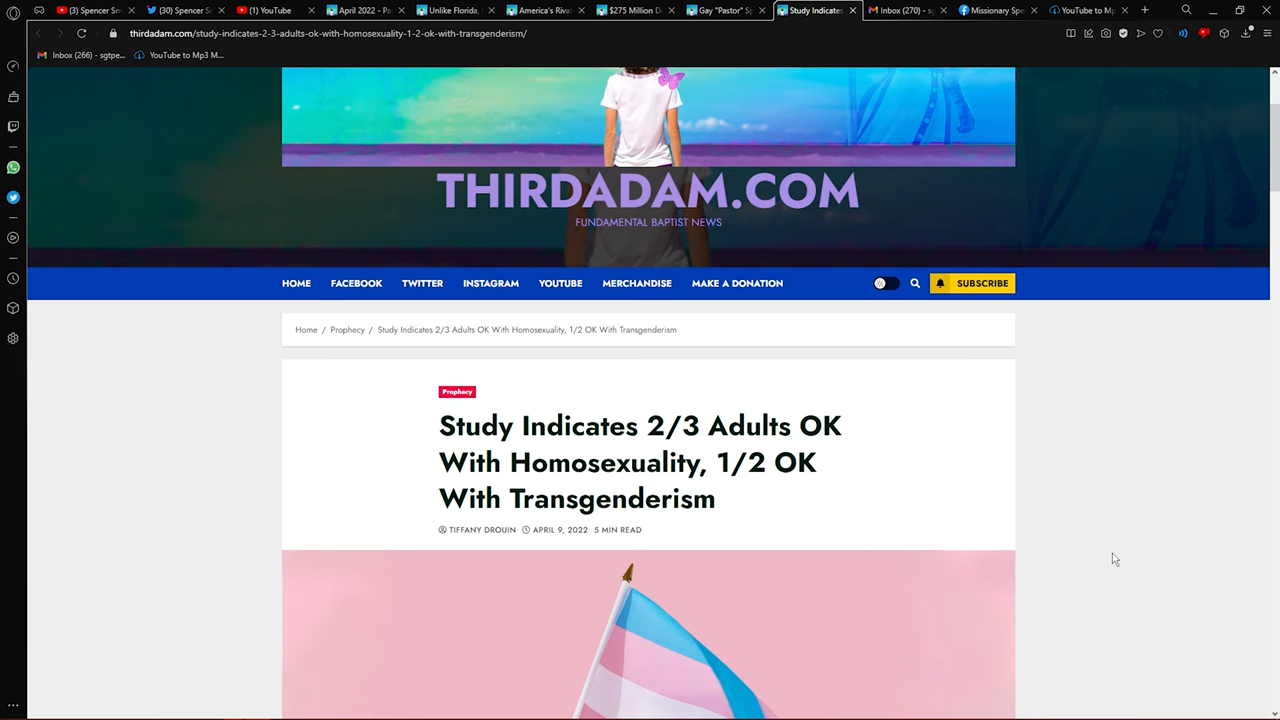 (3) Spencer Sm
(30) Spencer S
(1) YouTube
April 2022 - Pa
Unlike Florida,
America's Riva
$275 Million D
Gay "Pastor" Sp
Study Indicates
Inbox (270) - sg
Missionary Spe
YouTube to Mp
thirdadam.com/study-indicates-2-3-adults-ok-with-homosexuality-1-2-ok-with-transgenderism/
Inbox (266) - sgtpe...
YouTube to Mp3 M...
THIRDADAM.COM
FUNDAMENTAL BAPTIST NEWS
HOME FACEBOOK TWITTER INSTAGRAM YOUTUBE MERCHANDISE MAKE A DONATION SUBSCRIBE
Home / Prophecy / Study Indicates 2/3 Adults OK With Homosexuality, 1/2 OK With Transgenderism
Prophecy
Study Indicates 2/3 Adults OK
With Homosexuality, 1/2 OK
With Transgenderism
TIFFANY DROUIN APRIL 9, 2022 5 MIN READ